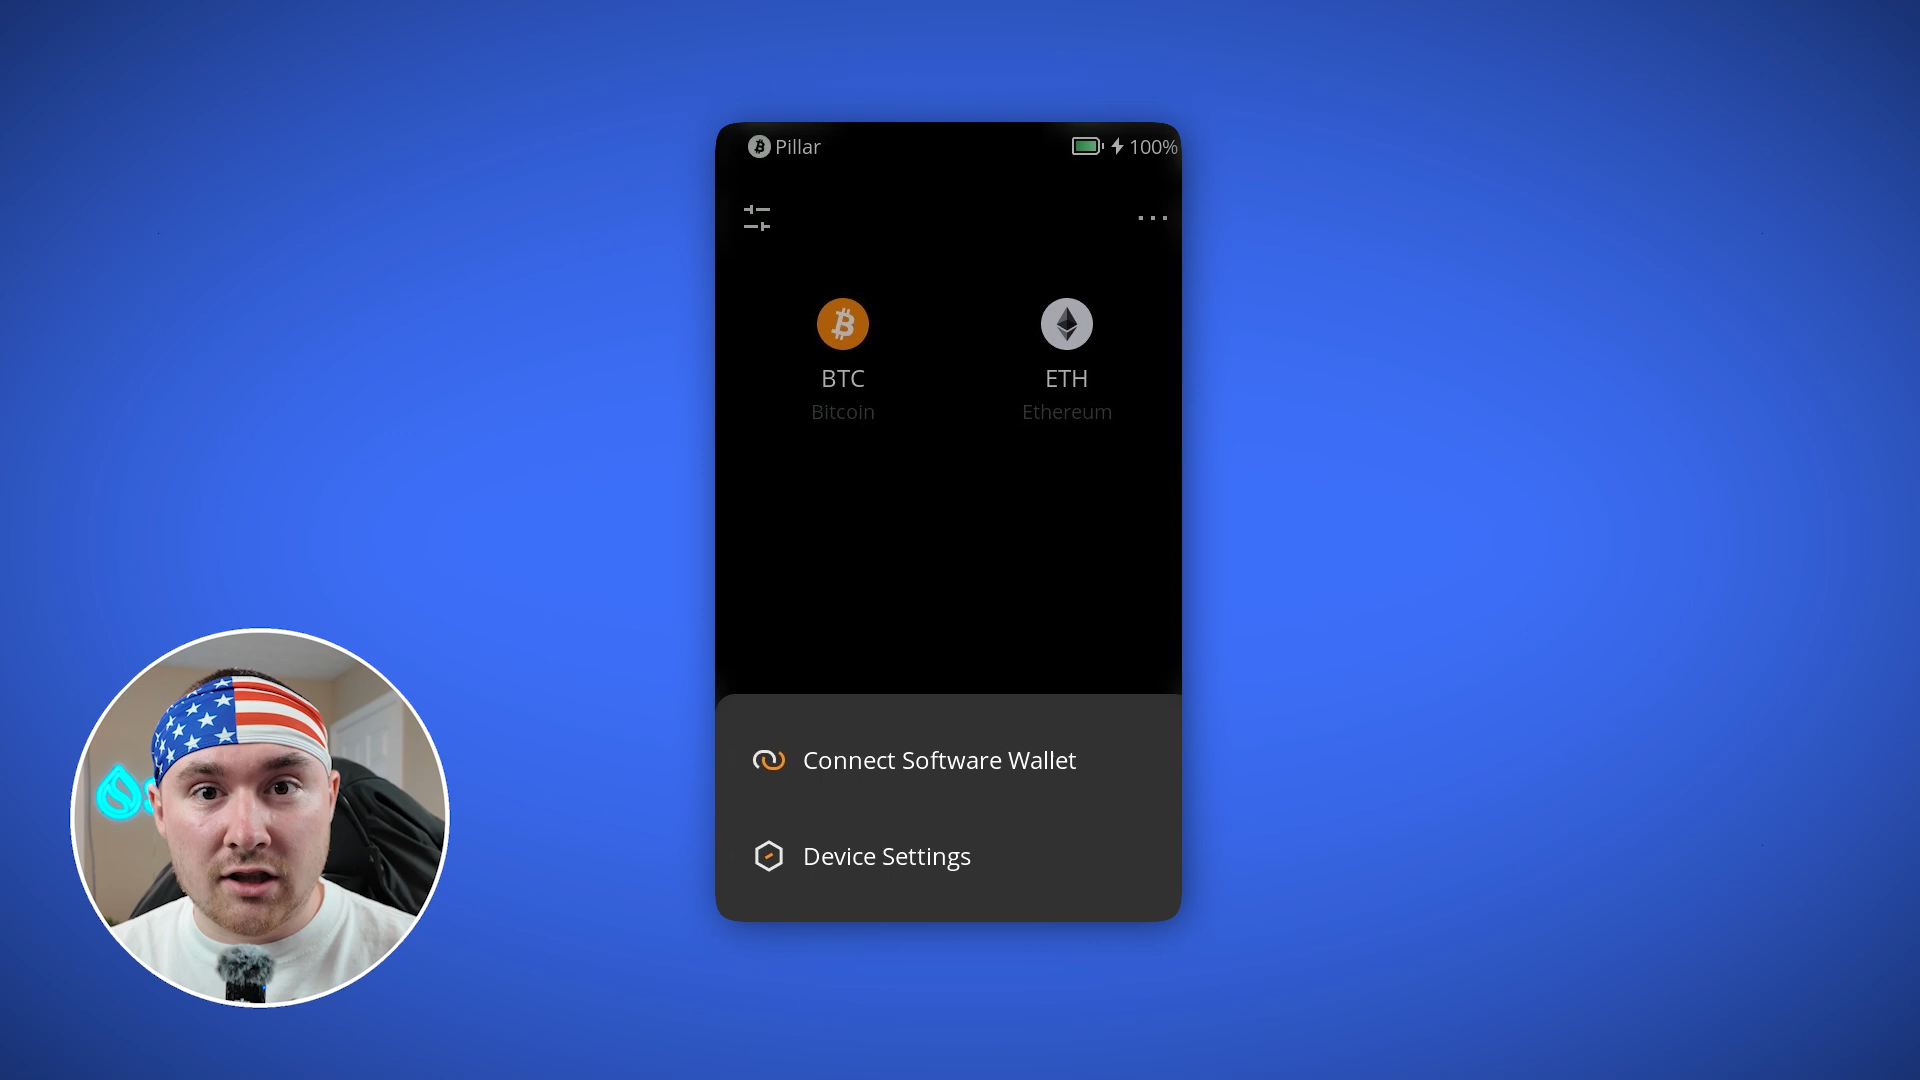 Pillar
100%
BTC
ETH
Bitcoin
Ethereum
Connect Software Wallet
Device Settings